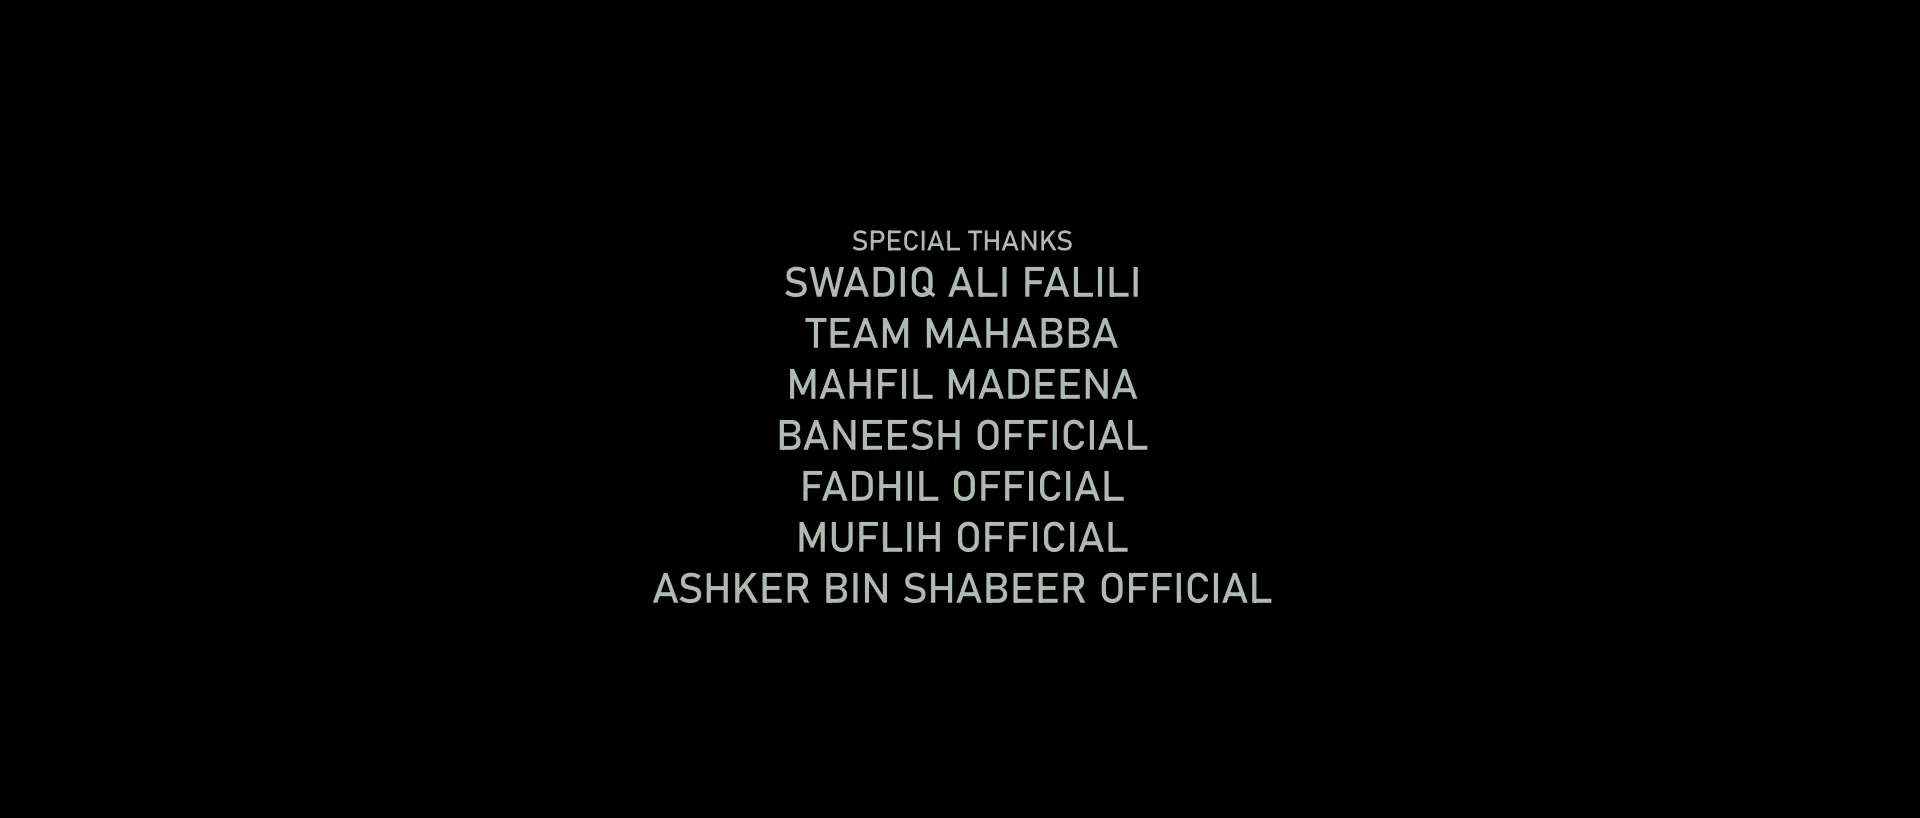 SPECIAL THANKS
SWADIQ ALI FALILI
TEAM MAHABBA
MAHFIL MADEENA
BANEESH OFFICIAL
FADHIL OFFICIAL
MUFLIH OFFICIAL
ASHKER BIN SHABEER OFFICIAL